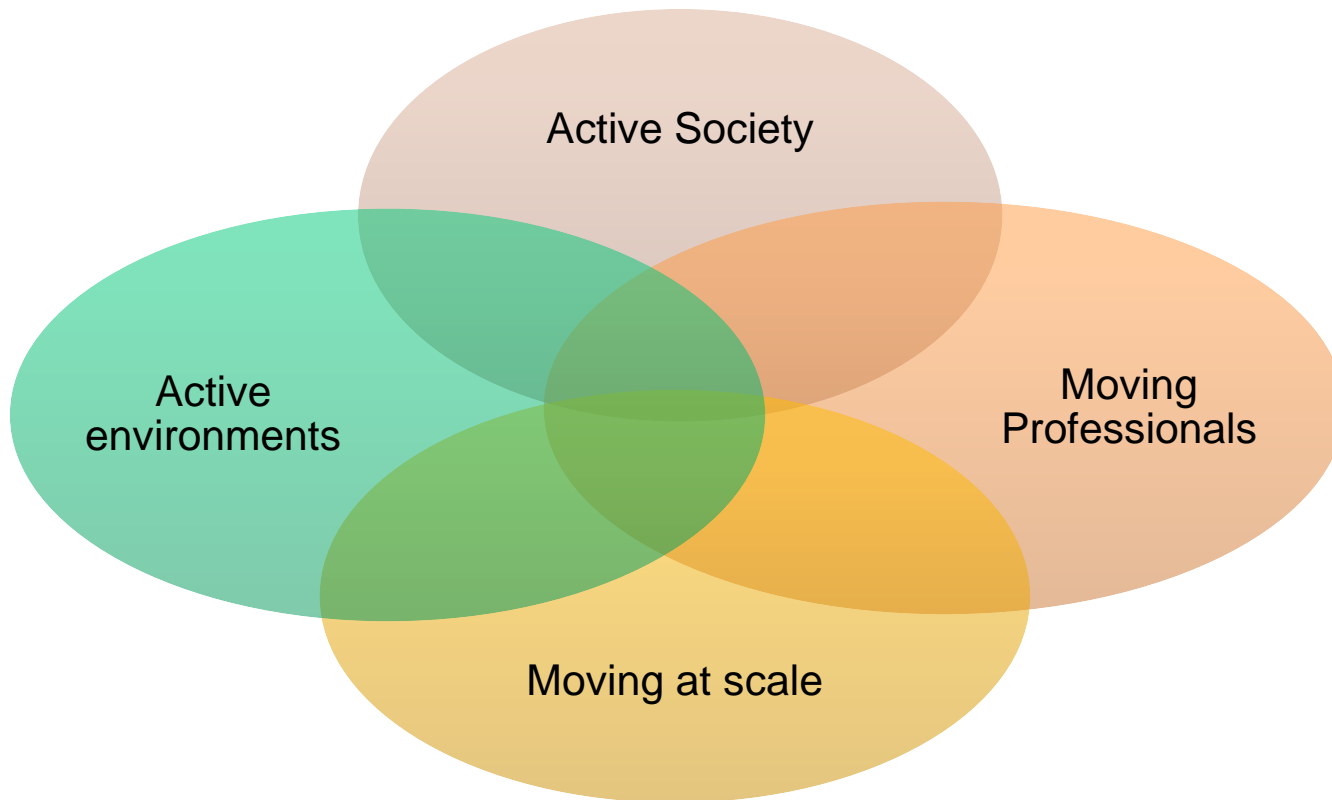 Active Society
Active
environments
Moving
Professionals
Moving at scale